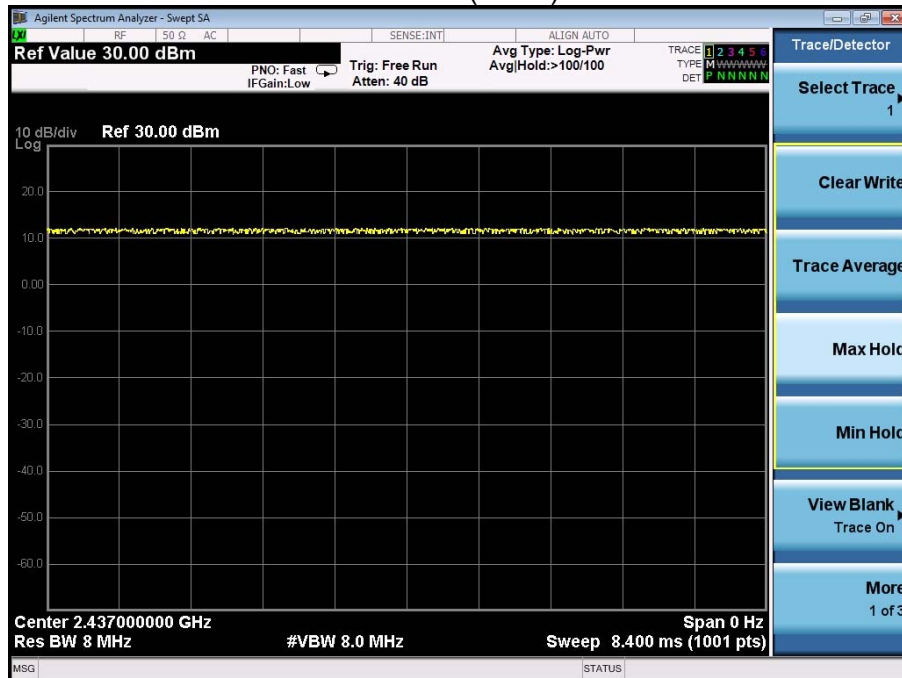 Agilent Spectrum Analyzer - Swept SA
LXI RF 50 Ω AC SENSE:INT ALIGN AUTO
Ref Value 30.00 dBm
PNO: Fast
IFGain:Low
Trig: Free Run
Atten: 40 dB
Avg Type: Log-Pwr
Avg|Hold:>100/100
TRACE 1 2 3 4 5 6
TYPE M WWWWW
DET P N N N N N
10 dB/div Ref 30.00 dBm
Log
20.0
10.0
0.00
-10.0
-20.0
-30.0
-40.0
-50.0
-60.0
Center 2.437000000 GHz Span 0 Hz
Res BW 8 MHz #VBW 8.0 MHz Sweep 8.400 ms (1001 pts)
MSG STATUS
Trace/Detector
Select Trace
1
Clear Write
Trace Average
Max Hold
Min Hold
View Blank
Trace On
More
1 of 3